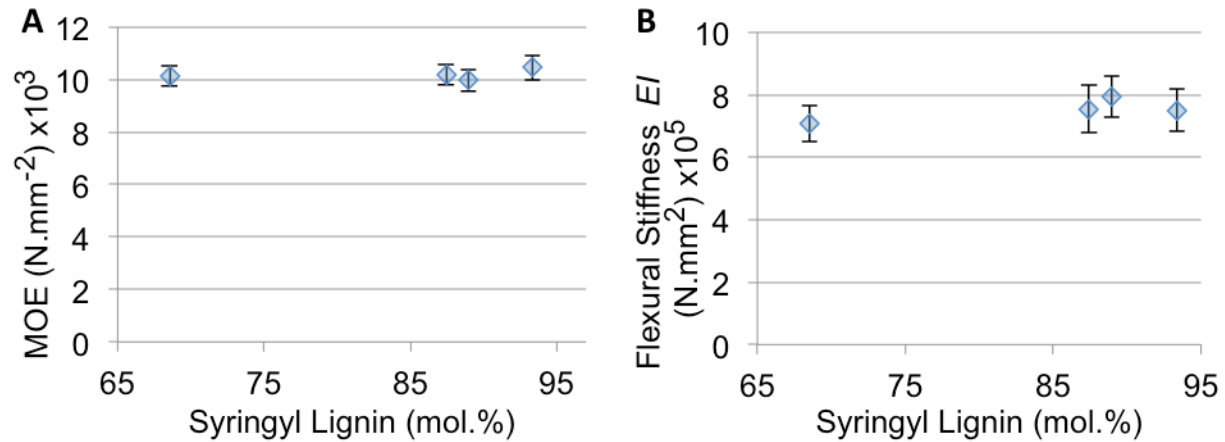 A
MOE (N.mm-2) x103
12
10
8
6
4
2
0
65 75 85 95
Syringyl Lignin (mol.%)
B
Flexural Stiffness EI
(N.mm2) x105
10
8
6
4
2
0
65 75 85 95
Syringyl Lignin (mol.%)